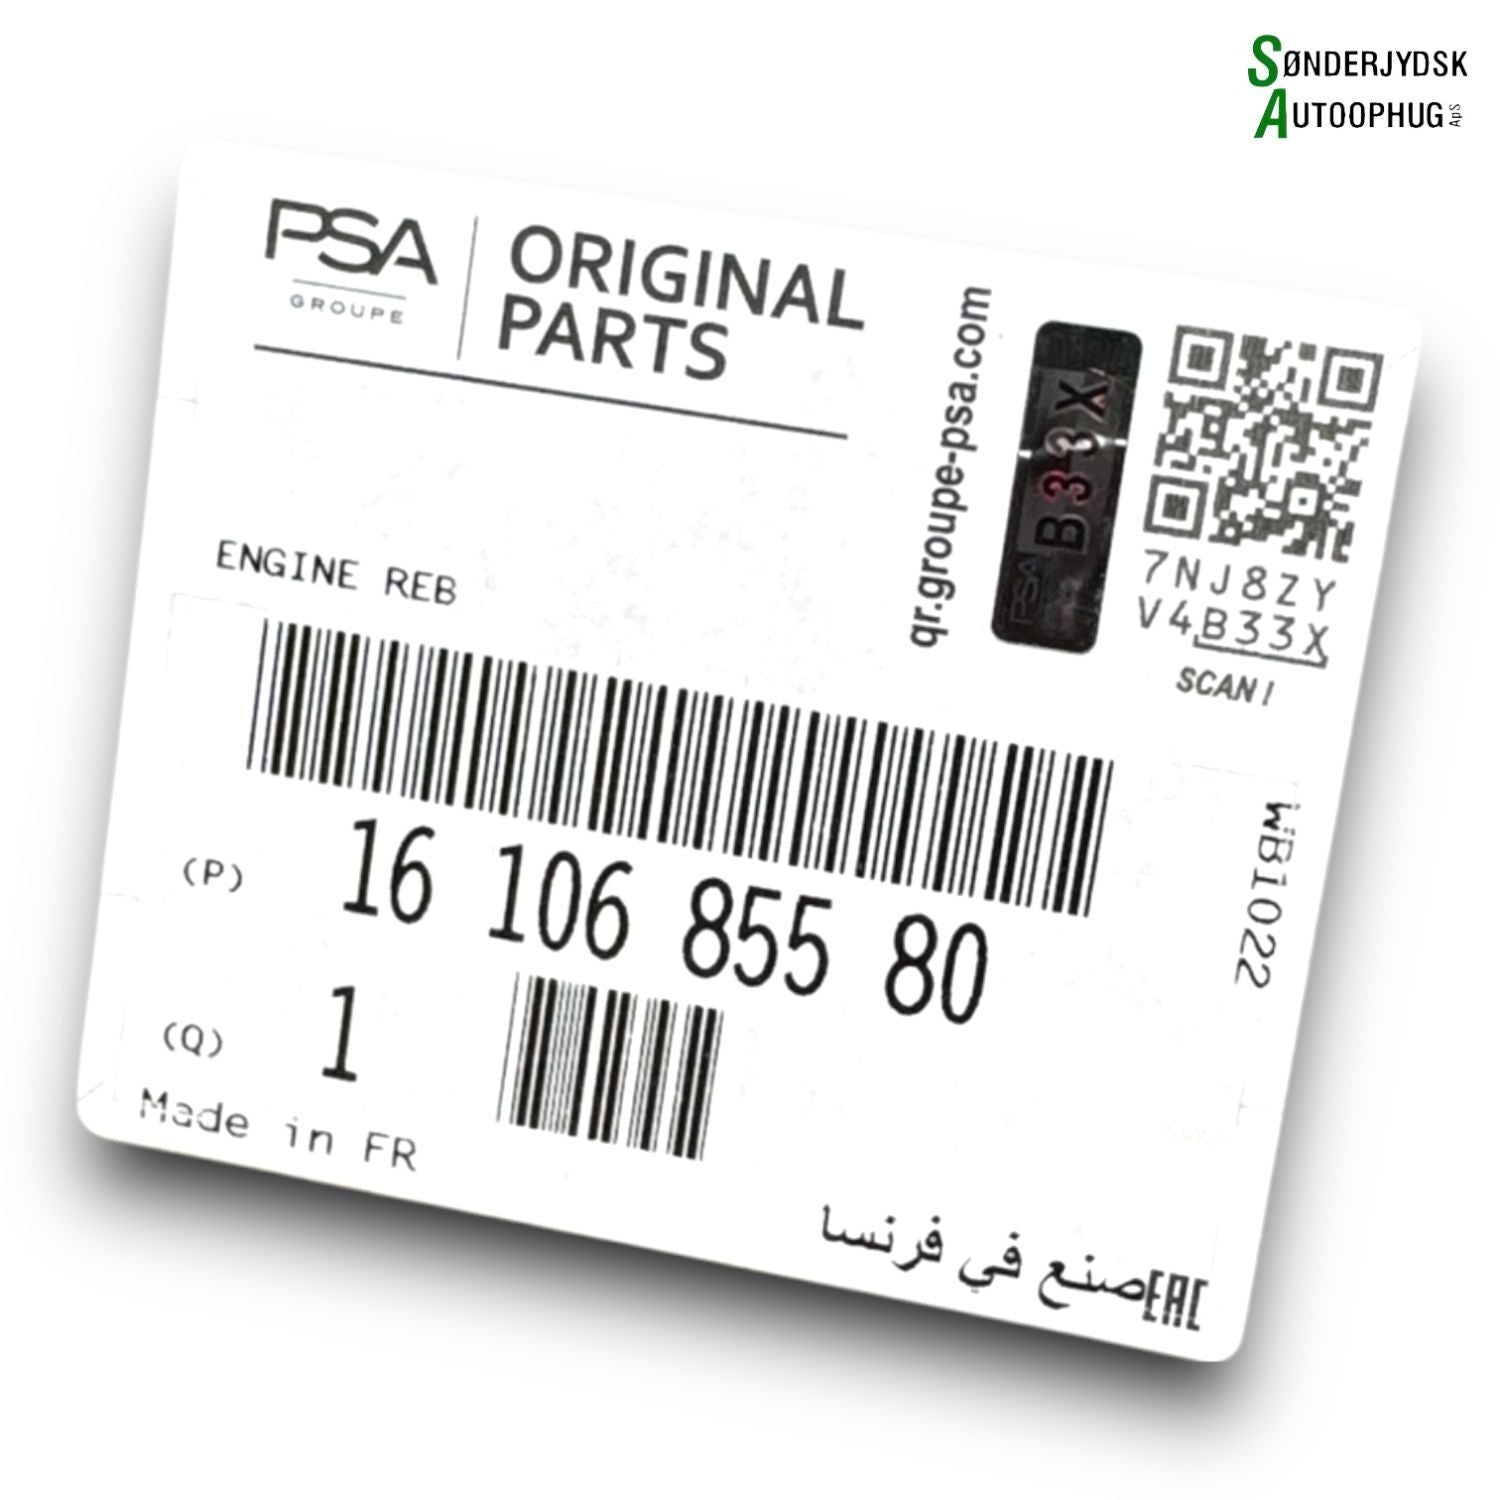 SØNDERJYDSK
AUTOOPHUG ApS
PSA
GROUPE
ORIGINAL
PARTS
qr.groupe-psa.com
PSA
B33X
7NJ8ZY
V4B33X
SCAN!
ENGINE REB
(P) 16 106 855 80
WB1022
(Q) 1
Made in FR
صنع في فرنسا
EAC